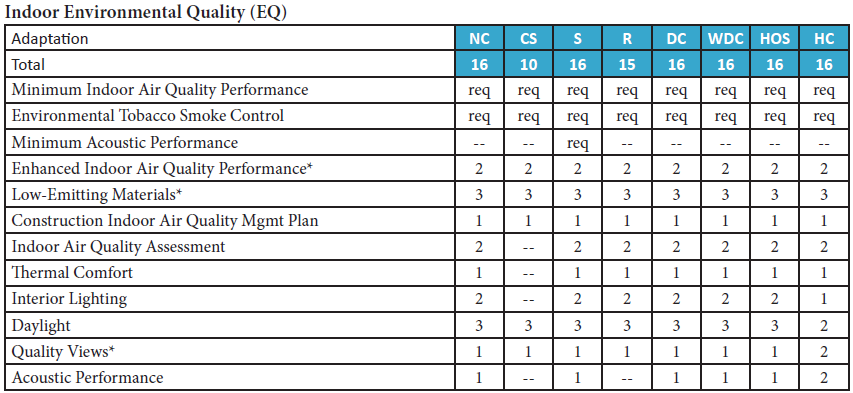 Indoor Environmental Quality (EQ)
Adaptation NC CS S R DC WDC HOS HC
Total 16 10 16 15 16 16 16 16
Minimum Indoor Air Quality Performance req req req req req req req req
Environmental Tobacco Smoke Control req req req req req req req req
Minimum Acoustic Performance -- -- req -- -- -- -- --
Enhanced Indoor Air Quality Performance* 2 2 2 2 2 2 2 2
Low-Emitting Materials* 3 3 3 3 3 3 3 3
Construction Indoor Air Quality Mgmt Plan 1 1 1 1 1 1 1 1
Indoor Air Quality Assessment 2 -- 2 2 2 2 2 2
Thermal Comfort 1 -- 1 1 1 1 1 1
Interior Lighting 2 -- 2 2 2 2 2 1
Daylight 3 3 3 3 3 3 3 2
Quality Views* 1 1 1 1 1 1 1 2
Acoustic Performance 1 -- 1 -- 1 1 1 2